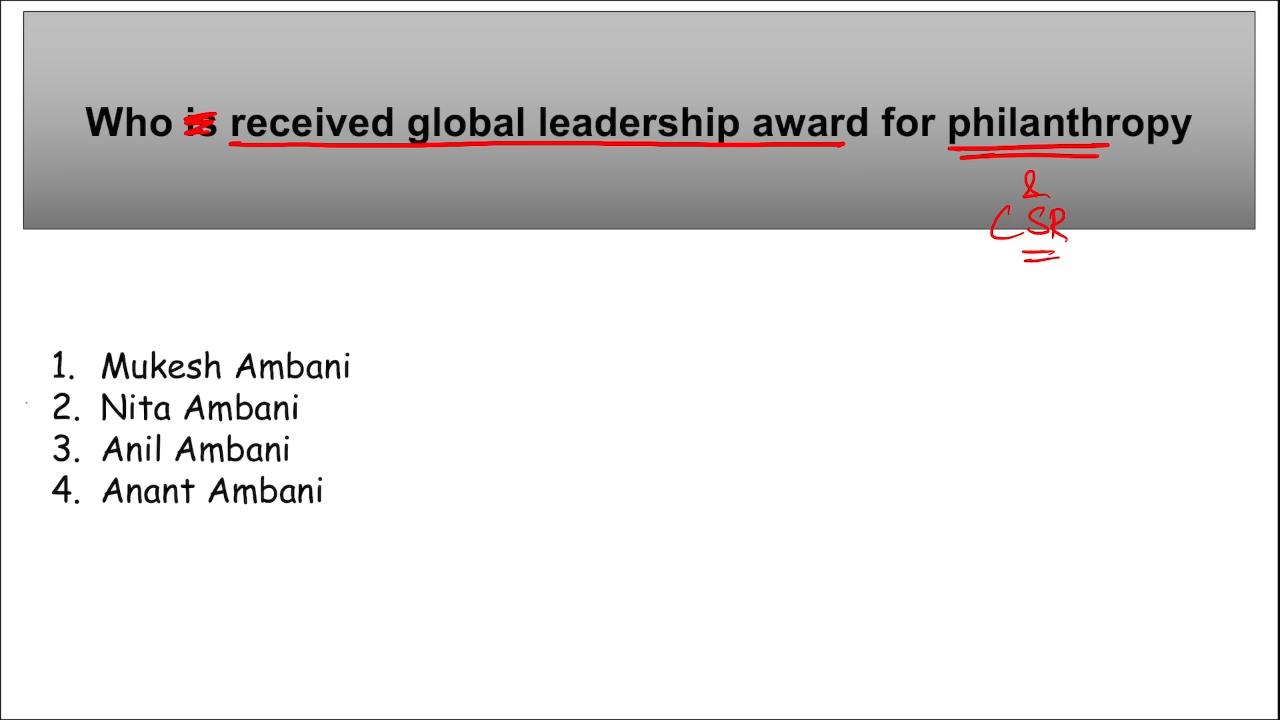 Who is received global leadership award for philanthropy
&
CSR
1. Mukesh Ambani
2. Nita Ambani
3. Anil Ambani
4. Anant Ambani